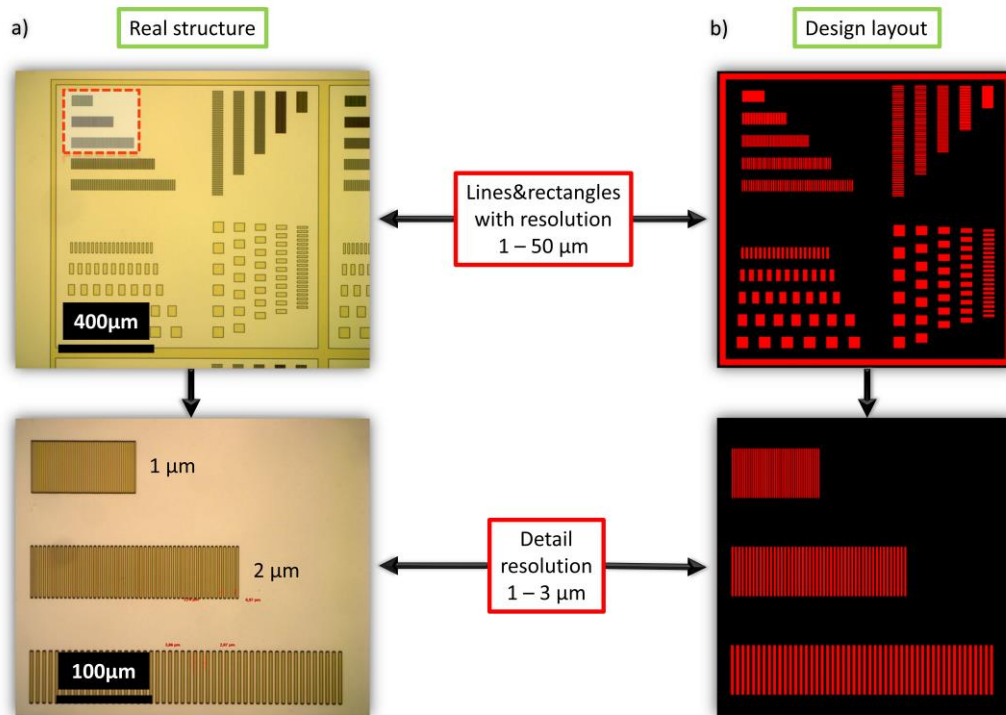 a)
Real structure
b)
Design layout
Lines&rectangles
with resolution
1 – 50 µm
400µm
1 µm
2 µm
Detail
resolution
1 – 3 µm
100µm